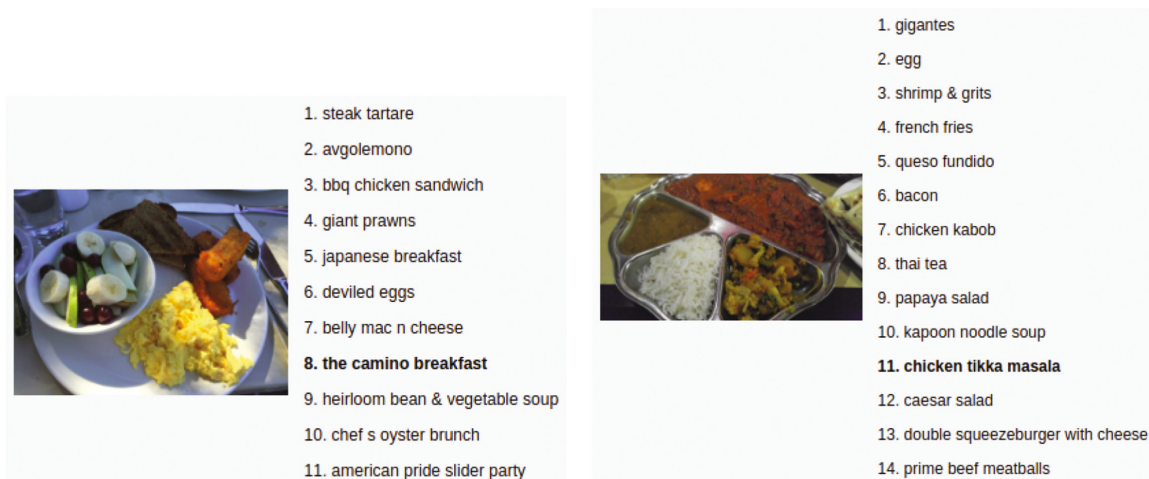 1. steak tartare
2. avgolemono
3. bbq chicken sandwich
4. giant prawns
5. japanese breakfast
6. deviled eggs
7. belly mac n cheese
8. the camino breakfast
9. heirloom bean & vegetable soup
10. chef s oyster brunch
11. american pride slider party
1. gigantes
2. egg
3. shrimp & grits
4. french fries
5. queso fundido
6. bacon
7. chicken kabob
8. thai tea
9. papaya salad
10. kapoon noodle soup
11. chicken tikka masala
12. caesar salad
13. double squeezeburger with cheese
14. prime beef meatballs